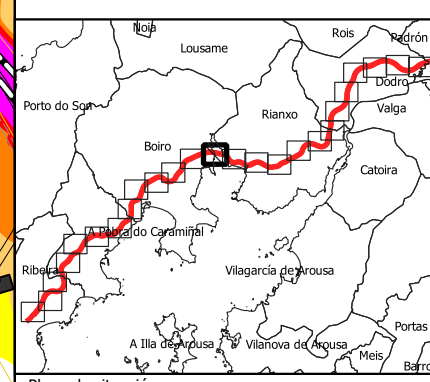 Noia
Rois
Padrón
Lousame
Dodro
Porto do Son
Valga
Rianxo
Boiro
Catoira
A Pobra do Caramiñal
Ribeira
Vilagarcía de Arousa
Portas
A Illa de Arousa
Vilanova de Arousa
Meis
Barro